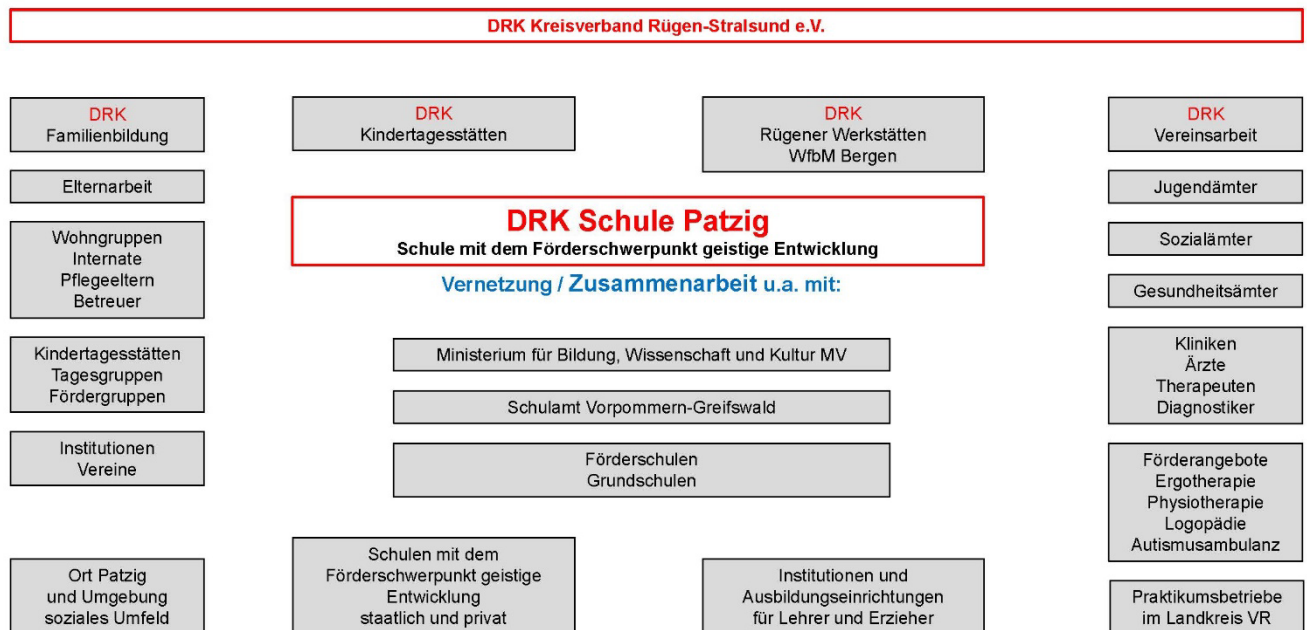 DRK Kreisverband Rügen-Stralsund e.V.
DRK
Familienbildung
DRK
Kindertagesstätten
DRK
Rügener Werkstätten
WfbM Bergen
DRK
Vereinsarbeit
Elternarbeit
Jugendämter
DRK Schule Patzig
Schule mit dem Förderschwerpunkt geistige Entwicklung
Vernetzung / Zusammenarbeit u.a. mit:
Wohngruppen
Internate
Pflegeeltern
Betreuer
Sozialämter
Gesundheitsämter
Kindertagesstätten
Tagesgruppen
Fördergruppen
Ministerium für Bildung, Wissenschaft und Kultur MV
Schulamt Vorpommern-Greifswald
Kliniken
Ärzte
Therapeuten
Diagnostiker
Institutionen
Vereine
Förderschulen
Grundschulen
Förderangebote
Ergotherapie
Physiotherapie
Logopädie
Autismusambulanz
Ort Patzig
und Umgebung
soziales Umfeld
Schulen mit dem
Förderschwerpunkt geistige
Entwicklung
staatlich und privat
Institutionen und
Ausbildungseinrichtungen
für Lehrer und Erzieher
Praktikumsbetriebe
im Landkreis VR